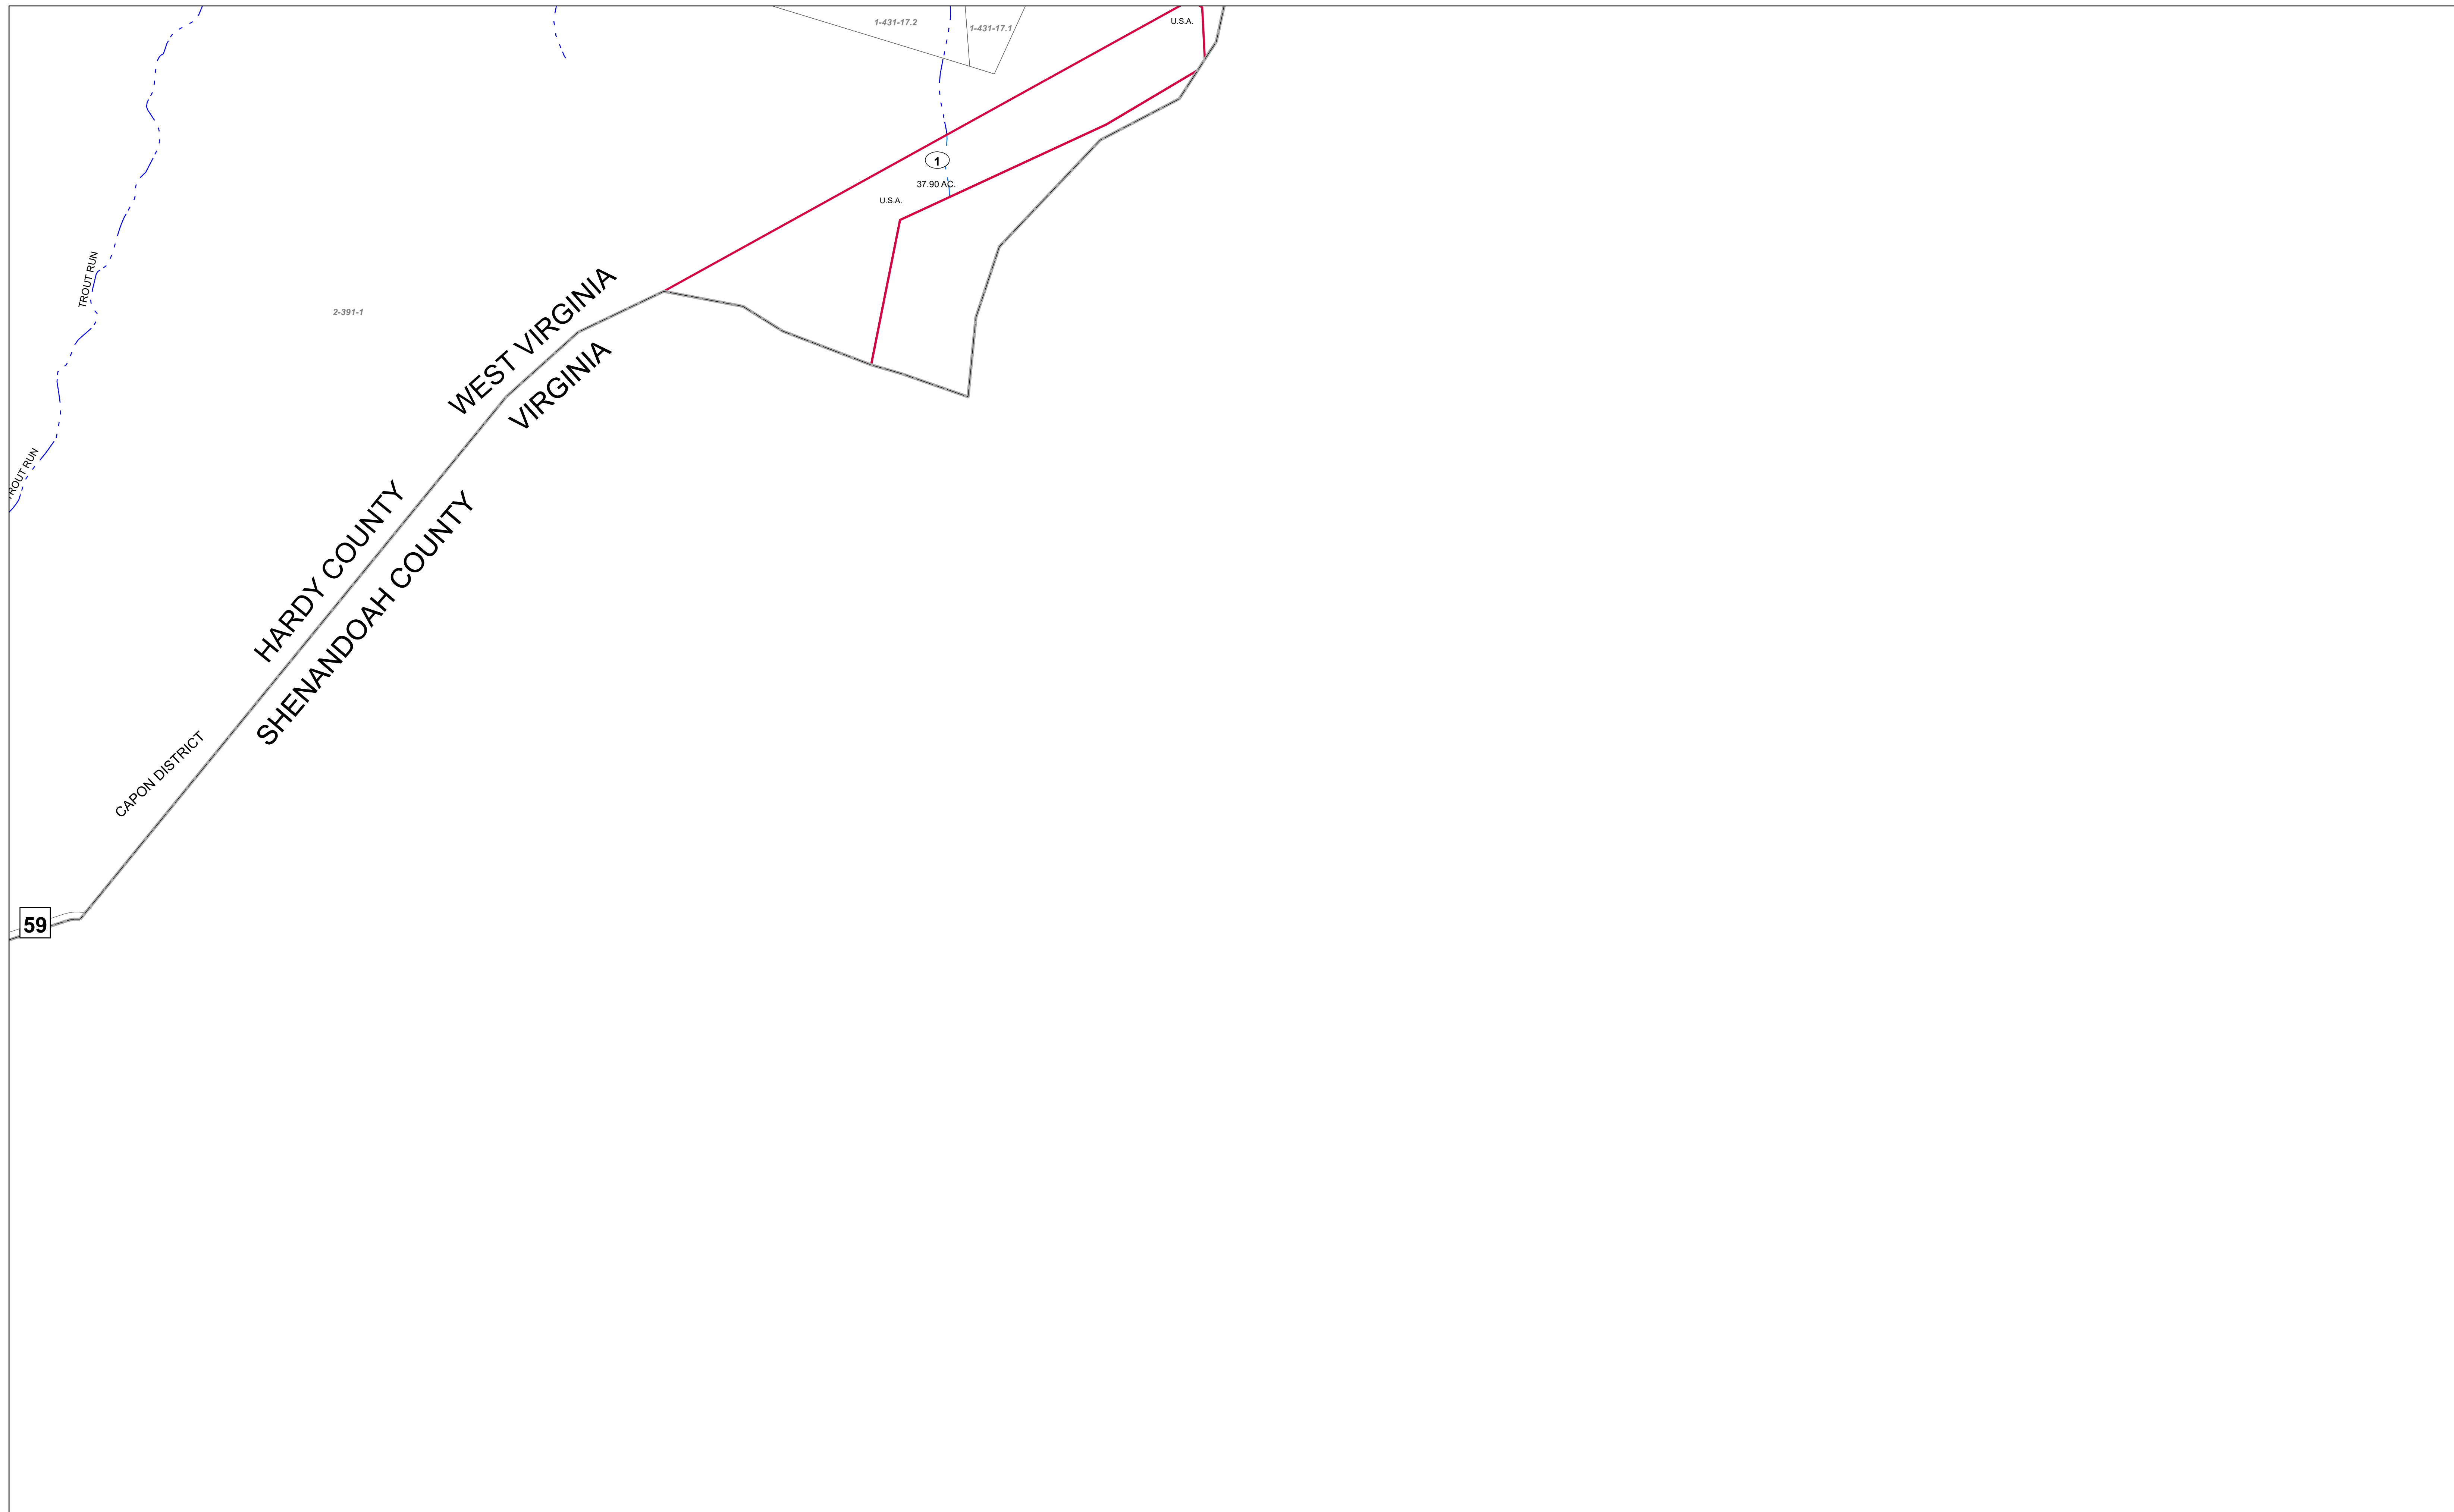 1-431-17.2
1-431-17.1
U.S.A.
1
37.90 AC.
U.S.A.
TROUT RUN
2-391-1
WEST VIRGINIA
VIRGINIA
TROUT RUN
HARDY COUNTY
SHENANDOAH COUNTY
CAPON DISTRICT
59